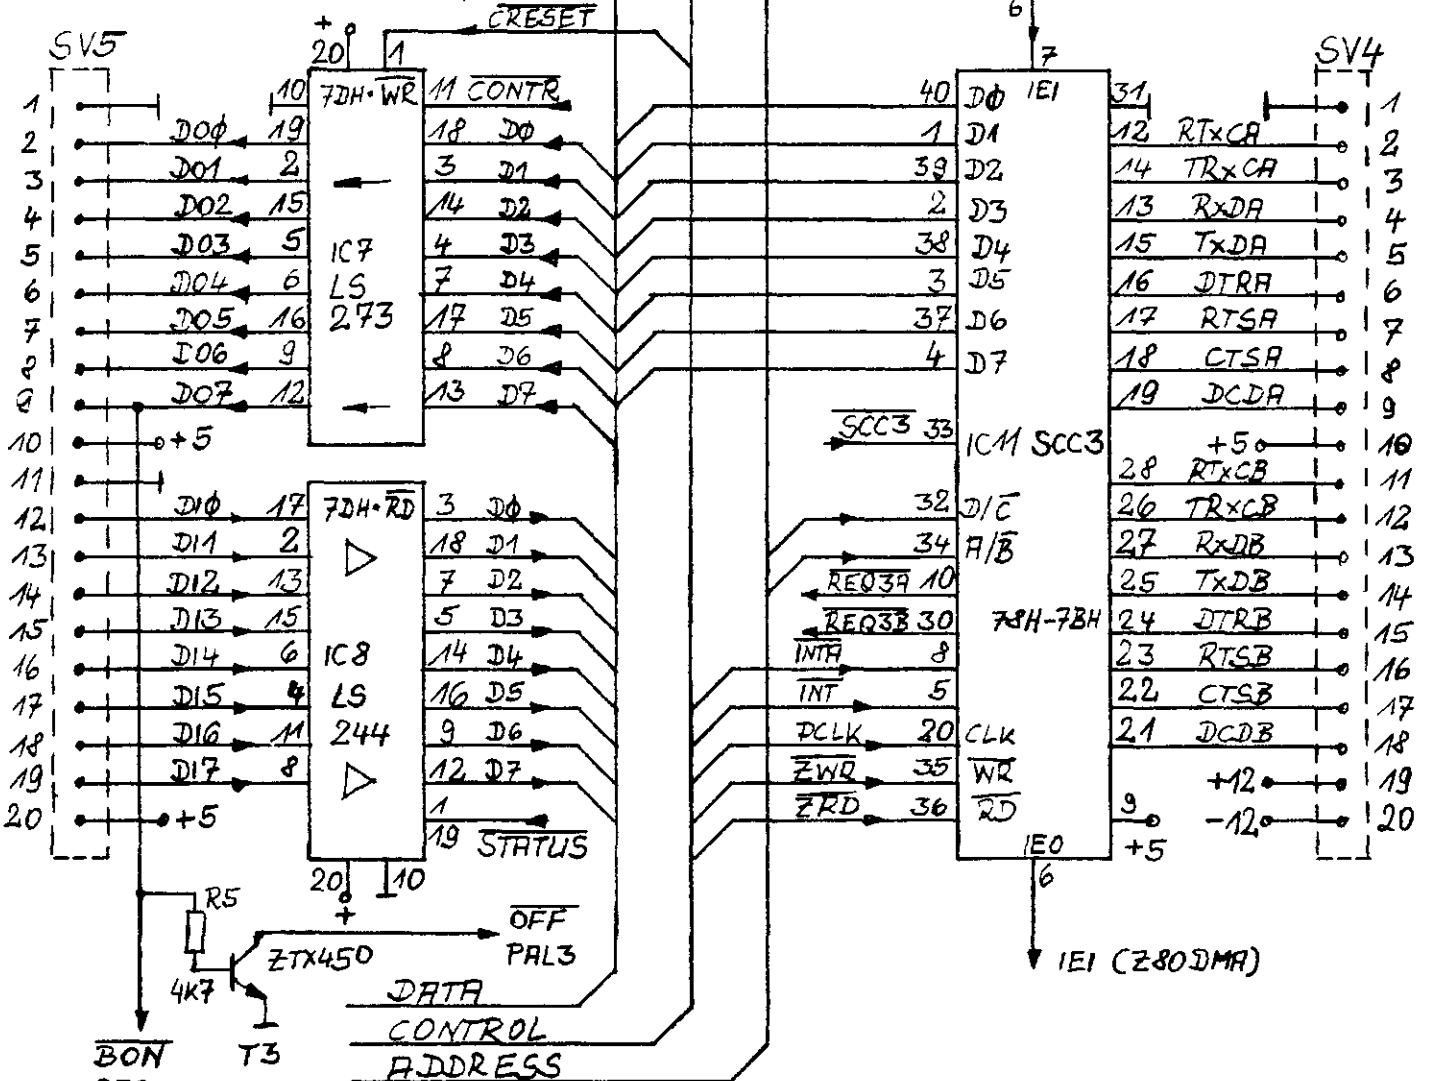 CRESET
6
SV5
+
20
1
7
SV4
1
10
7DH·WR
11
CONTR
40
DØ
IEI
31
1
2
DOØ
19
18
DØ
1
D1
12
RTxCA
2
3
DO1
2
3
D1
39
D2
14
TRxCA
3
4
DO2
15
14
D2
2
D3
13
RxDA
4
5
DO3
5
IC7
4
D3
38
D4
15
TxDA
5
6
DO4
6
LS
7
D4
3
D5
16
DTRA
6
7
DO5
16
273
17
D5
37
D6
17
RTSA
7
8
DO6
9
8
D6
4
D7
18
CTSA
8
9
DO7
12
13
D7
19
DCDA
9
10
+5
SCC3
33
IC11 SCC3
+5
10
11
28
RTxCB
11
12
DIØ
17
7DH·RD
3
DØ
32
D/C
26
TRxCB
12
13
DI1
2
18
D1
34
A/B
27
RxDB
13
14
DI2
13
7
D2
REQ3A
10
25
TxDB
14
15
DI3
15
5
D3
REQ3B
30
78H-7BH
24
DTRB
15
16
DI4
6
IC8
14
D4
INTA
8
23
RTSB
16
17
DI5
4
LS
16
D5
INT
5
22
CTSB
17
18
DI6
11
244
9
D6
PCLK
20
CLK
21
DCDB
18
19
DI7
8
12
D7
ZWR
35
WR
+12
19
20
+5
1
ZRD
36
RD
9
-12
20
19
STATUS
IEO
+5
20
10
6
R5
+
OFF
ZTX450
PAL3
IEI (Z80DMA)
4K7
DATA
CONTROL
BON
T3
ADDRESS